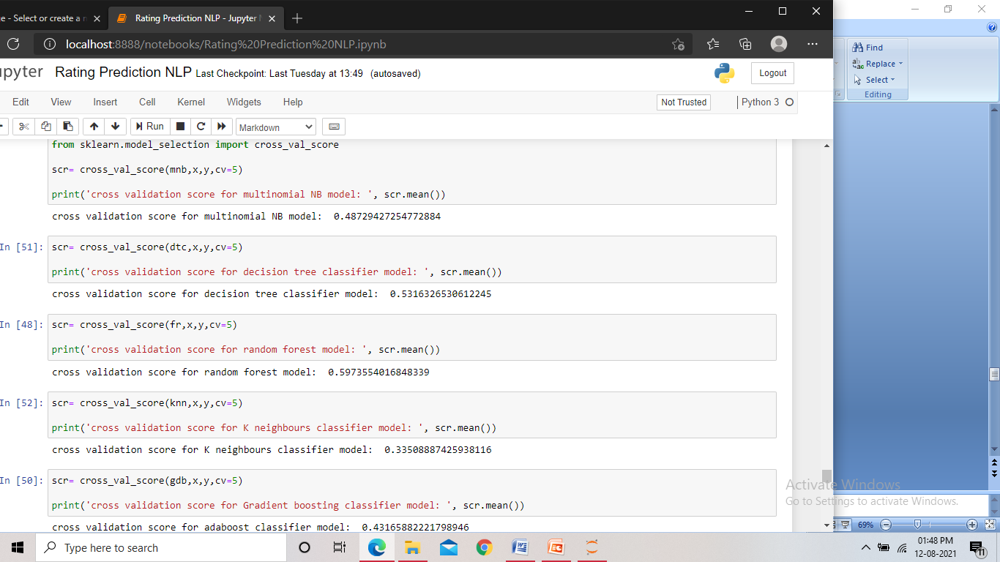 e - Select or create a n
Rating Prediction NLP - Jupyter
localhost:8888/notebooks/Rating%20Prediction%20NLP.ipynb
upyter Rating Prediction NLP Last Checkpoint: Last Tuesday at 13:49 (autosaved)
Logout
Edit View Insert Cell Kernel Widgets Help
Not Trusted
Python 3
Run
Markdown
from sklearn.model_selection import cross_val_score
scr= cross_val_score(mnb,x,y,cv=5)
print('cross validation score for multinomial NB model: ', scr.mean())
cross validation score for multinomial NB model:  0.48729427254772884
In [51]: scr= cross_val_score(dtc,x,y,cv=5)
print('cross validation score for decision tree classifier model: ', scr.mean())
cross validation score for decision tree classifier model:  0.5316326530612245
In [48]: scr= cross_val_score(fr,x,y,cv=5)
print('cross validation score for random forest model: ', scr.mean())
cross validation score for random forest model:  0.5973554016848339
In [52]: scr= cross_val_score(knn,x,y,cv=5)
print('cross validation score for K neighbours classifier model: ', scr.mean())
cross validation score for K neighbours classifier model:  0.33508887425938116
In [50]: scr= cross_val_score(gdb,x,y,cv=5)
print('cross validation score for Gradient boosting classifier model: ', scr.mean())
cross validation score for adaboost classifier model:  0.43165882221798946
Find
Replace
Select
Editing
Activate Windows
Go to Settings to activate Windows.
69%
Type here to search
01:48 PM
12-08-2021
11